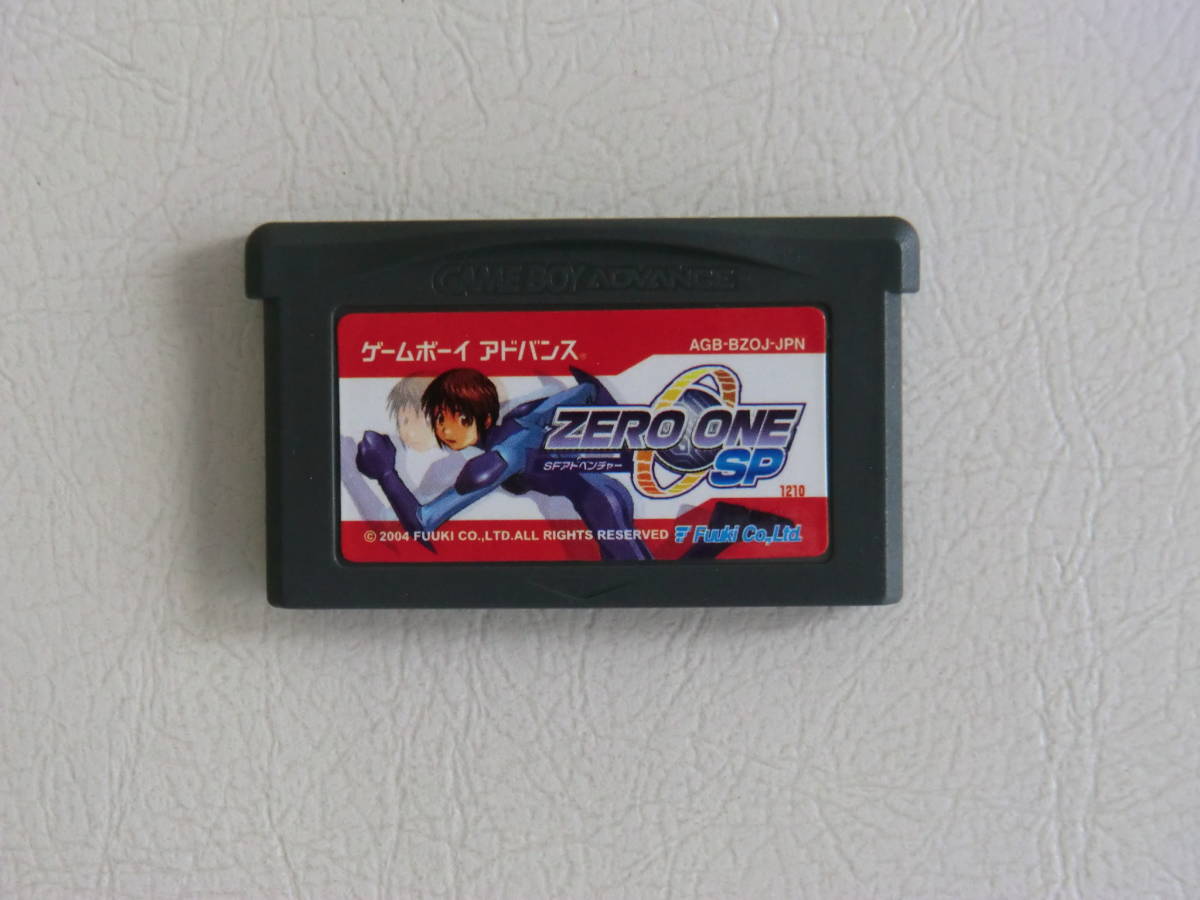 GAME BOY ADVANCE
ゲームボーイ アドバンス®
AGB-BZOJ-JPN
ZERO ONE
SP
SFアドベンチャー
1210
© 2004 FUUKI CO.,LTD.ALL RIGHTS RESERVED
Fuuki Co.,Ltd.